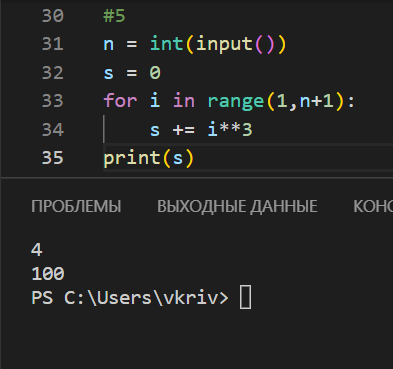 30 #5
31 n = int(input())
32 s = 0
33 for i in range(1,n+1):
34     s += i**3
35 print(s)
ПРОБЛЕМЫ ВЫХОДНЫЕ ДАННЫЕ КОНС
4
100
PS C:\Users\vkriv>